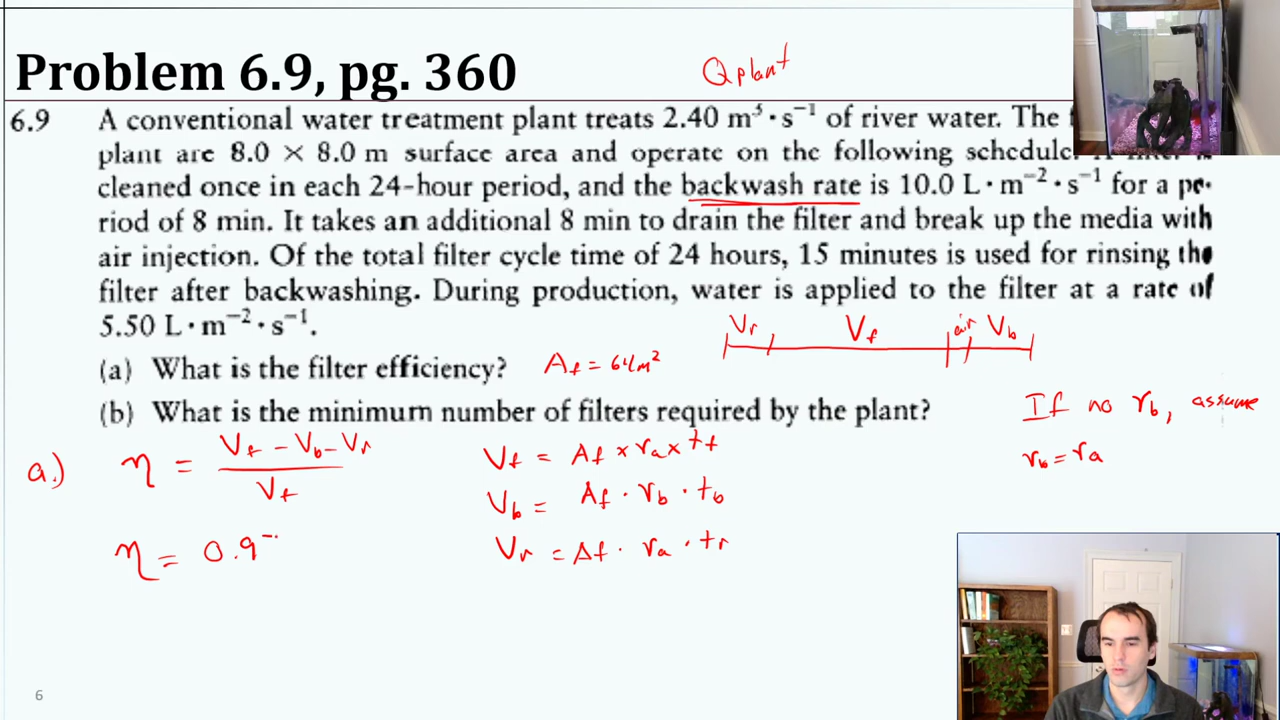 Problem 6.9, pg. 360
Qplant
6.9 A conventional water treatment plant treats 2.40 m³·s⁻¹ of river water. The
plant are 8.0 × 8.0 m surface area and operate on the following schedule.
cleaned once in each 24-hour period, and the backwash rate is 10.0 L·m⁻²·s⁻¹ for a pe-
riod of 8 min. It takes an additional 8 min to drain the filter and break up the media with
air injection. Of the total filter cycle time of 24 hours, 15 minutes is used for rinsing the
filter after backwashing. During production, water is applied to the filter at a rate of
5.50 L·m⁻²·s⁻¹.
Vr Vf air Vb
(a) What is the filter efficiency? Af = 64m²
(b) What is the minimum number of filters required by the plant?
If no rb, assume
rb = ra
a.) η = Vf - Vb - Vr
Vf
Vf = Af × ra × tf
Vb = Af · rb · tb
Vr = Af · ra · tr
η = 0.9
6